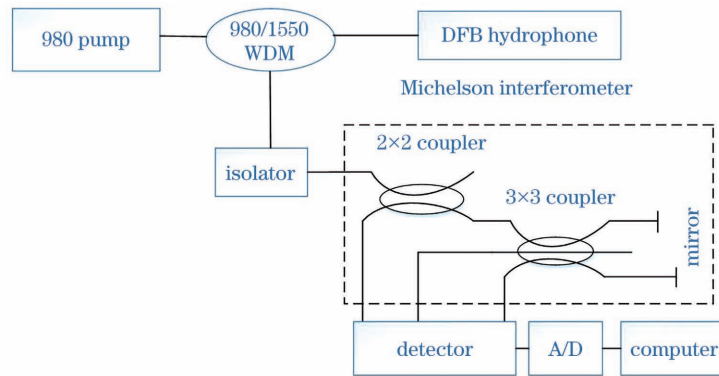 980 pump
980/1550
WDM
DFB hydrophone
Michelson interferometer
2×2 coupler
isolator
3×3 coupler
mirror
detector
A/D
computer